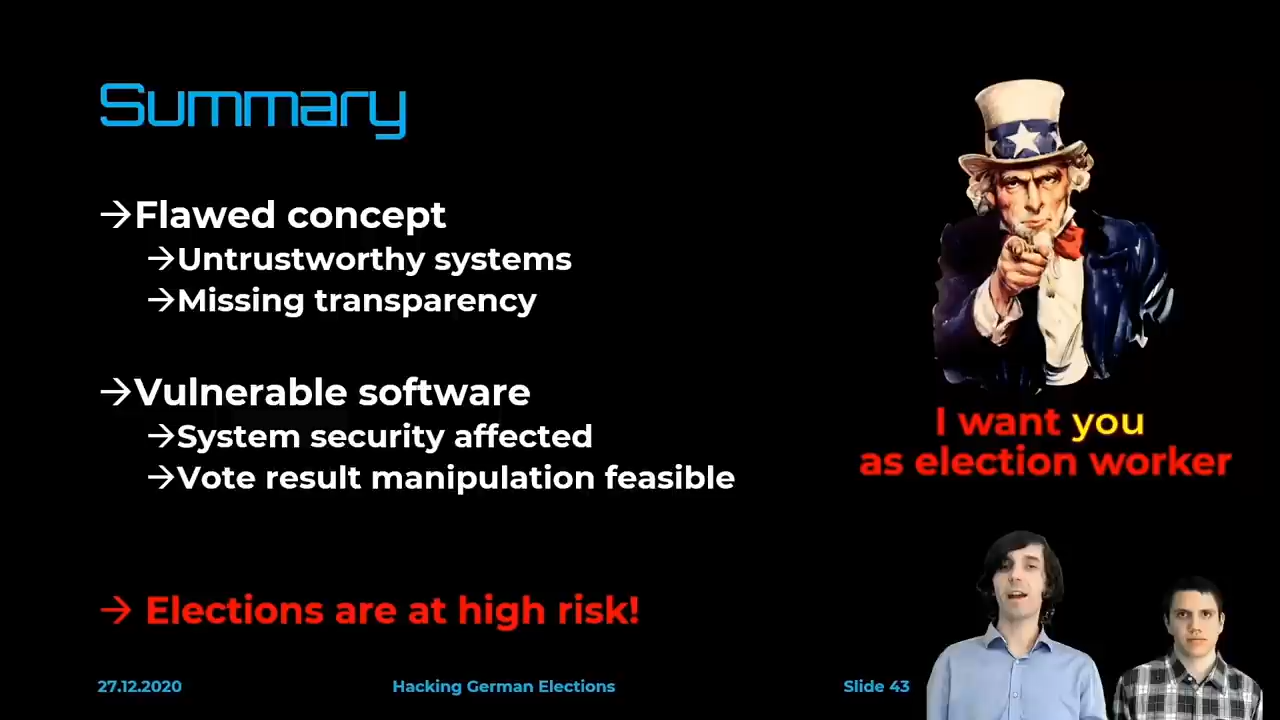 Summary
→Flawed concept
→Untrustworthy systems
→Missing transparency
→Vulnerable software
→System security affected
→Vote result manipulation feasible
→ Elections are at high risk!
I want you
as election worker
27.12.2020
Hacking German Elections
Slide 43